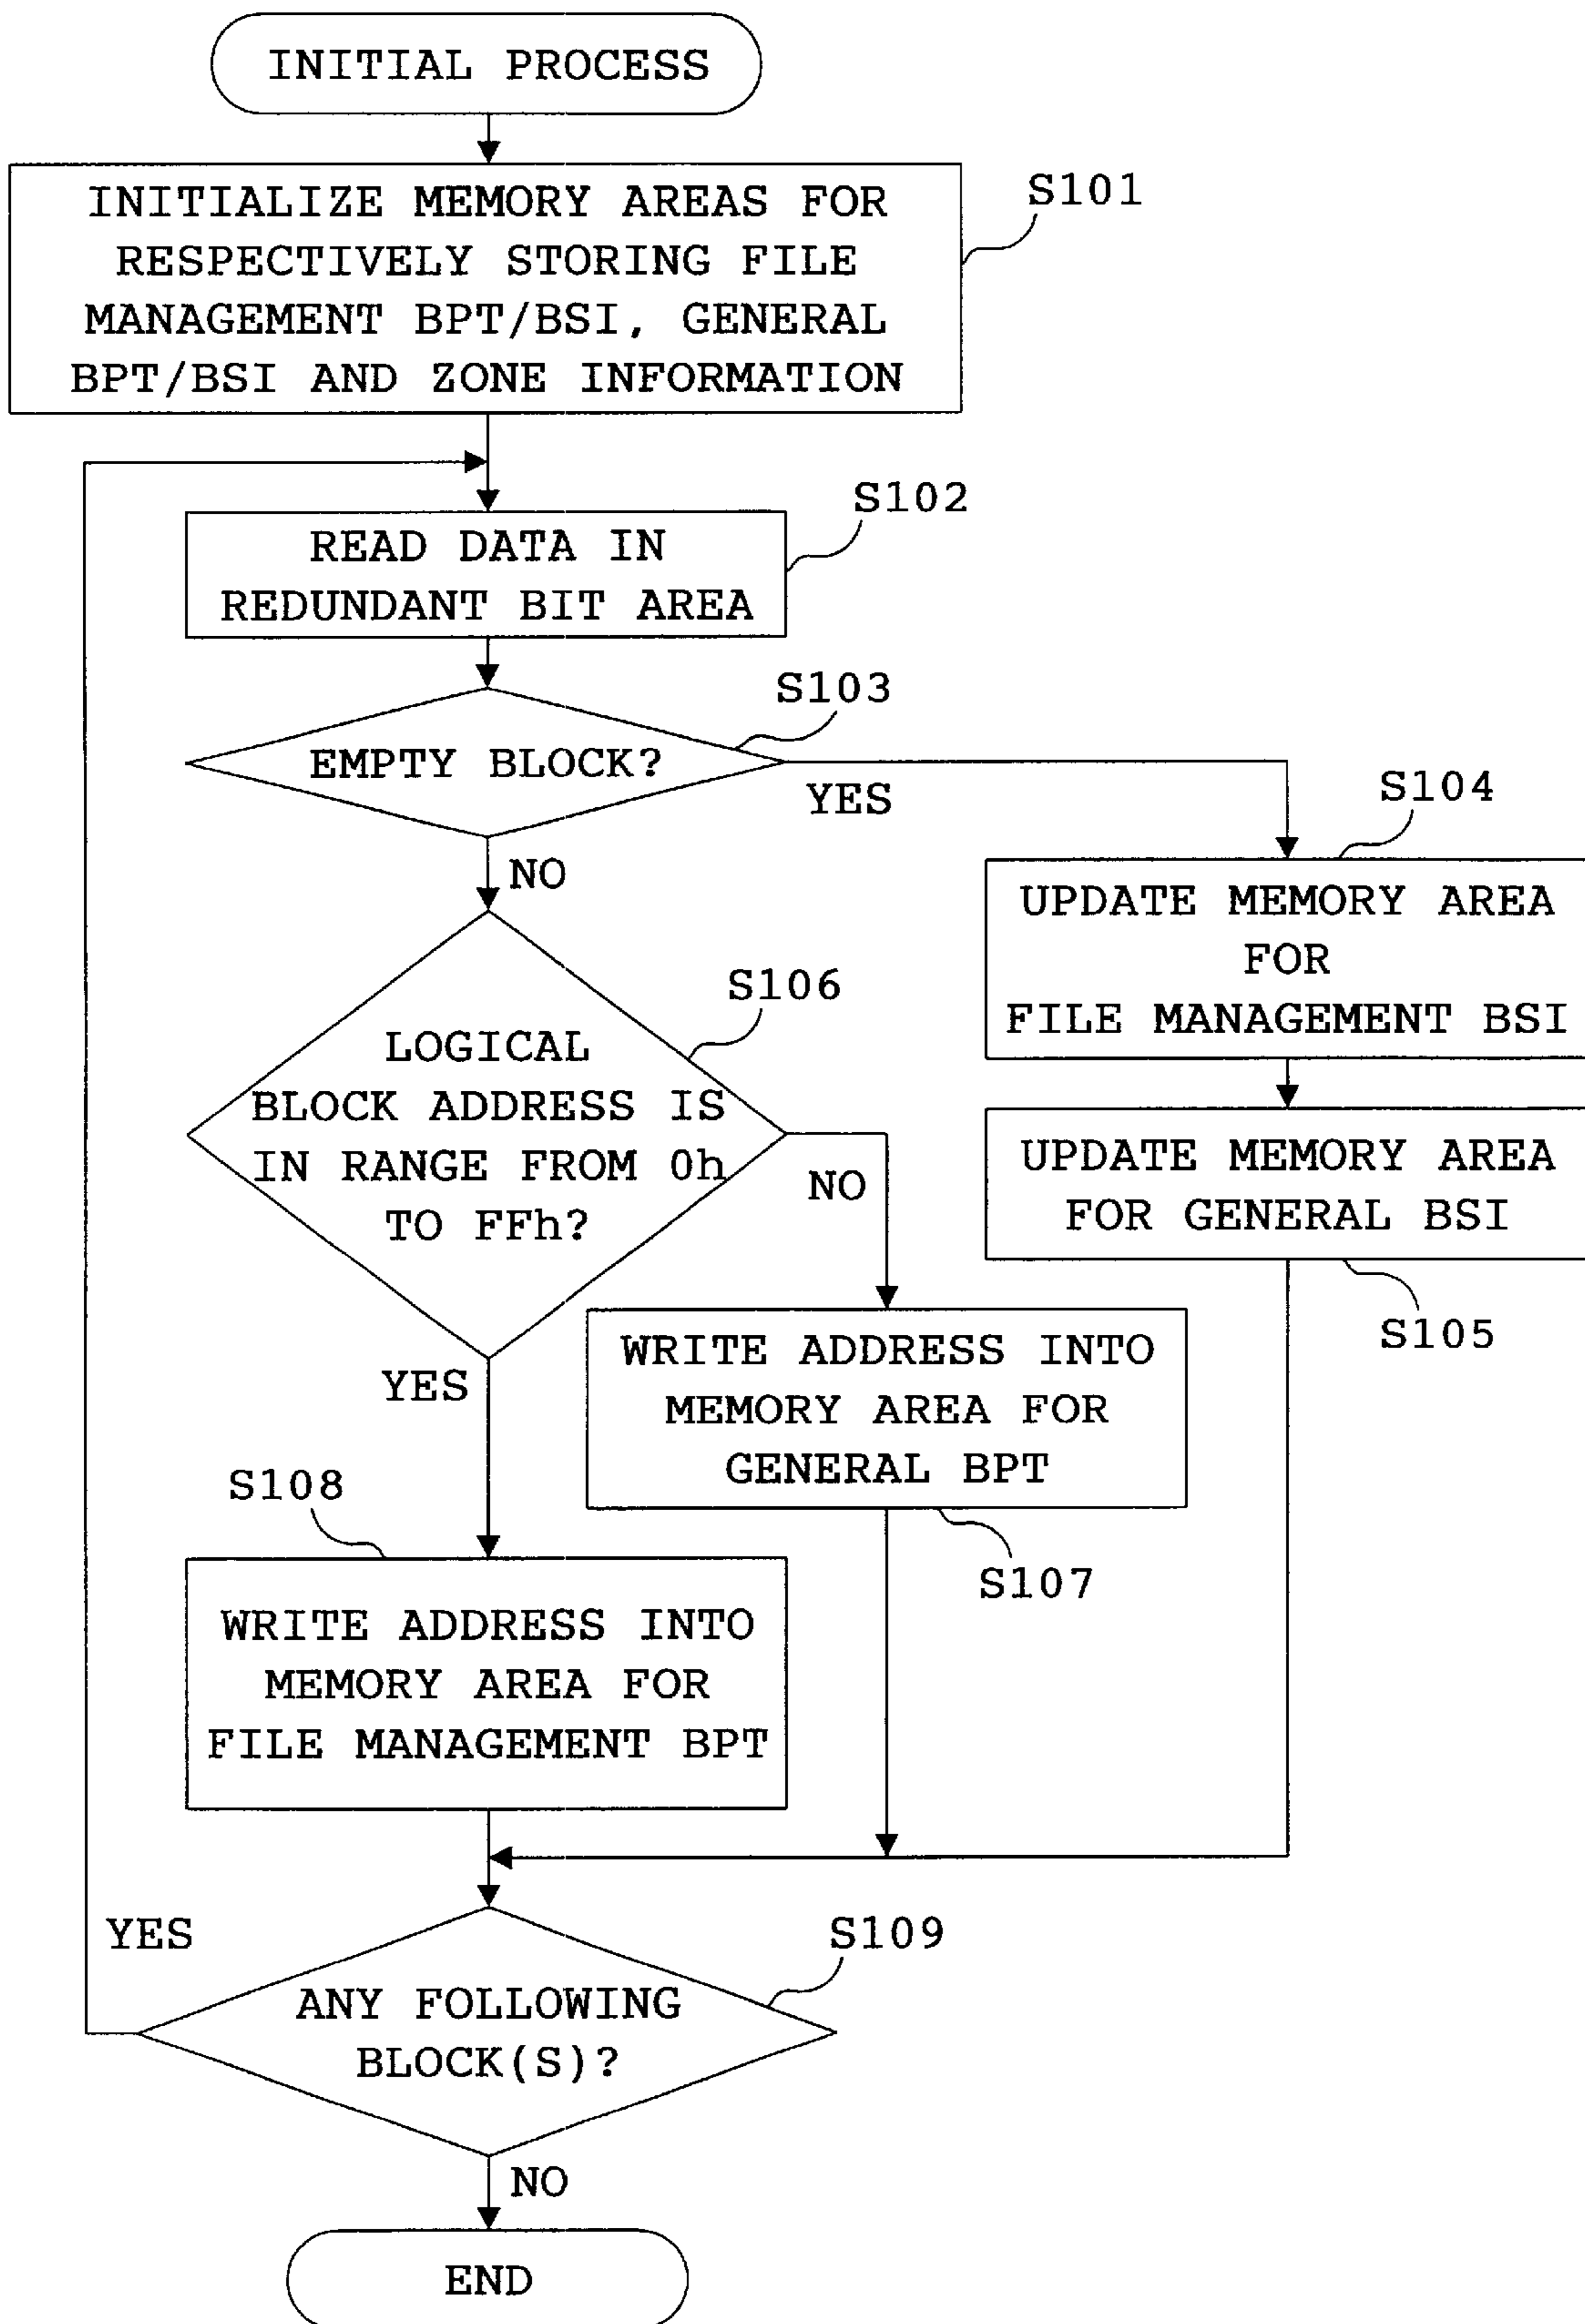 INITIAL PROCESS
INITIALIZE MEMORY AREAS FOR
RESPECTIVELY STORING FILE
MANAGEMENT BPT/BSI, GENERAL
BPT/BSI AND ZONE INFORMATION
S101
READ DATA IN
REDUNDANT BIT AREA
S102
EMPTY BLOCK?
S103
YES
NO
UPDATE MEMORY AREA
FOR
FILE MANAGEMENT BSI
S104
UPDATE MEMORY AREA
FOR GENERAL BSI
S105
LOGICAL
BLOCK ADDRESS IS
IN RANGE FROM 0h
TO FFh?
S106
NO
YES
WRITE ADDRESS INTO
MEMORY AREA FOR
GENERAL BPT
S107
S108
WRITE ADDRESS INTO
MEMORY AREA FOR
FILE MANAGEMENT BPT
YES
S109
ANY FOLLOWING
BLOCK(S)?
NO
END